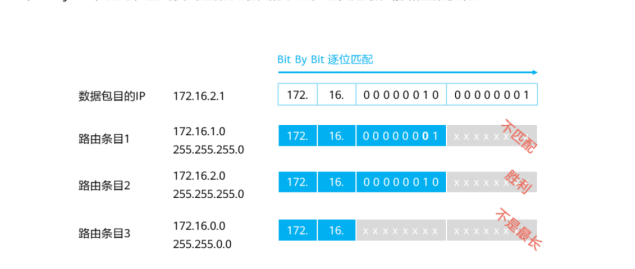 Bit By Bit 逐位匹配
数据包目的IP 172.16.2.1 172. 16. 0 0 0 0 0 0 1 0 0 0 0 0 0 0 0 1
路由条目1 172.16.1.0 255.255.255.0 172. 16. 0 0 0 0 0 0 0 1 x x x x x x 不匹配
路由条目2 172.16.2.0 255.255.255.0 172. 16. 0 0 0 0 0 0 1 0 x x x x x x 胜利
路由条目3 172.16.0.0 255.255.0.0 172. 16. x x x x x x x x x x x x x x 不是最长